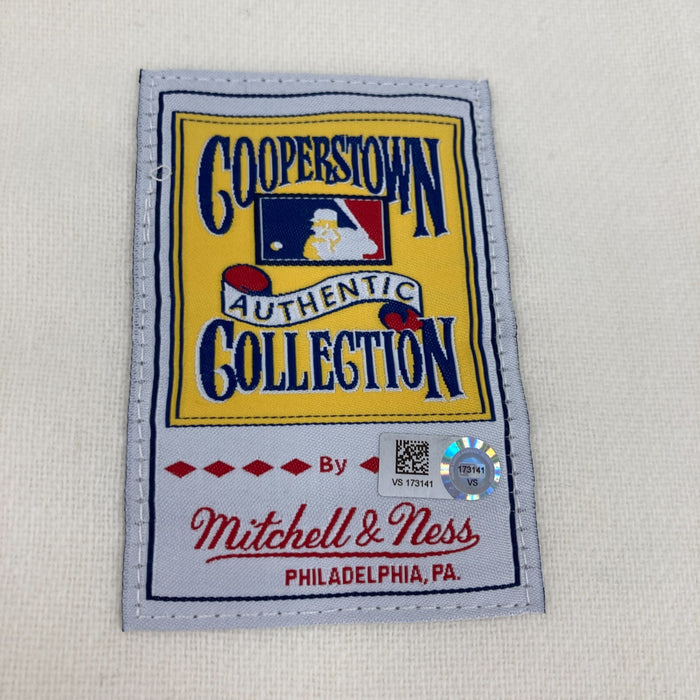 COOPERSTOWN
AUTHENTIC
COLLECTION
By
VS 173141
173141
VS
Mitchell & Ness
PHILADELPHIA, PA.